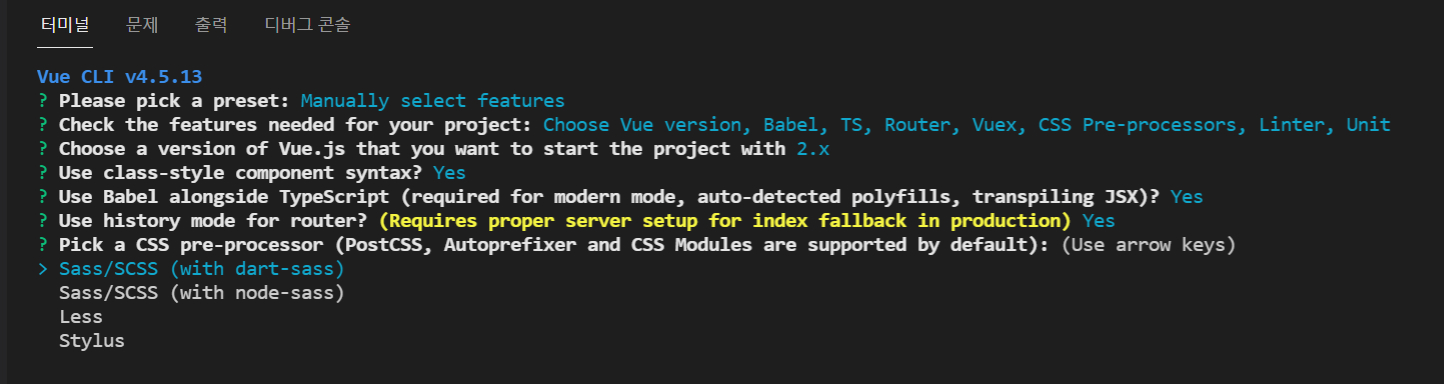 터미널 문제 출력 디버그 콘솔
Vue CLI v4.5.13
? Please pick a preset: Manually select features
? Check the features needed for your project: Choose Vue version, Babel, TS, Router, Vuex, CSS Pre-processors, Linter, Unit
? Choose a version of Vue.js that you want to start the project with 2.x
? Use class-style component syntax? Yes
? Use Babel alongside TypeScript (required for modern mode, auto-detected polyfills, transpiling JSX)? Yes
? Use history mode for router? (Requires proper server setup for index fallback in production) Yes
? Pick a CSS pre-processor (PostCSS, Autoprefixer and CSS Modules are supported by default): (Use arrow keys)
> Sass/SCSS (with dart-sass)
Sass/SCSS (with node-sass)
Less
Stylus